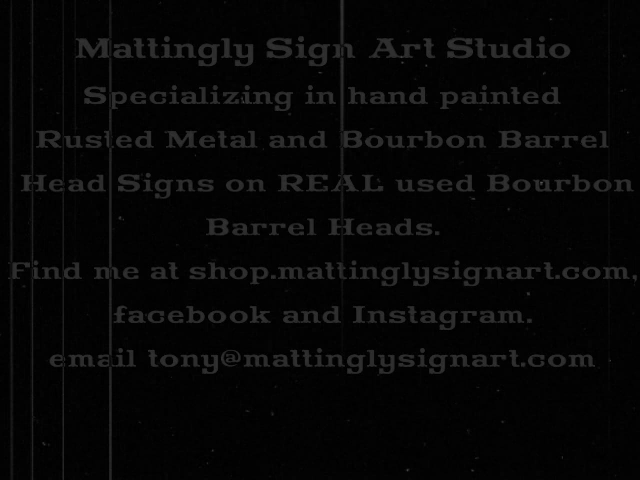 Mattingly Sign Art Studio
Specializing in hand painted
Rusted Metal and Bourbon Barrel
Head Signs on REAL used Bourbon
Barrel Heads.
Find me at shop.mattinglysignart.com,
facebook and Instagram.
email tony@mattinglysignart.com